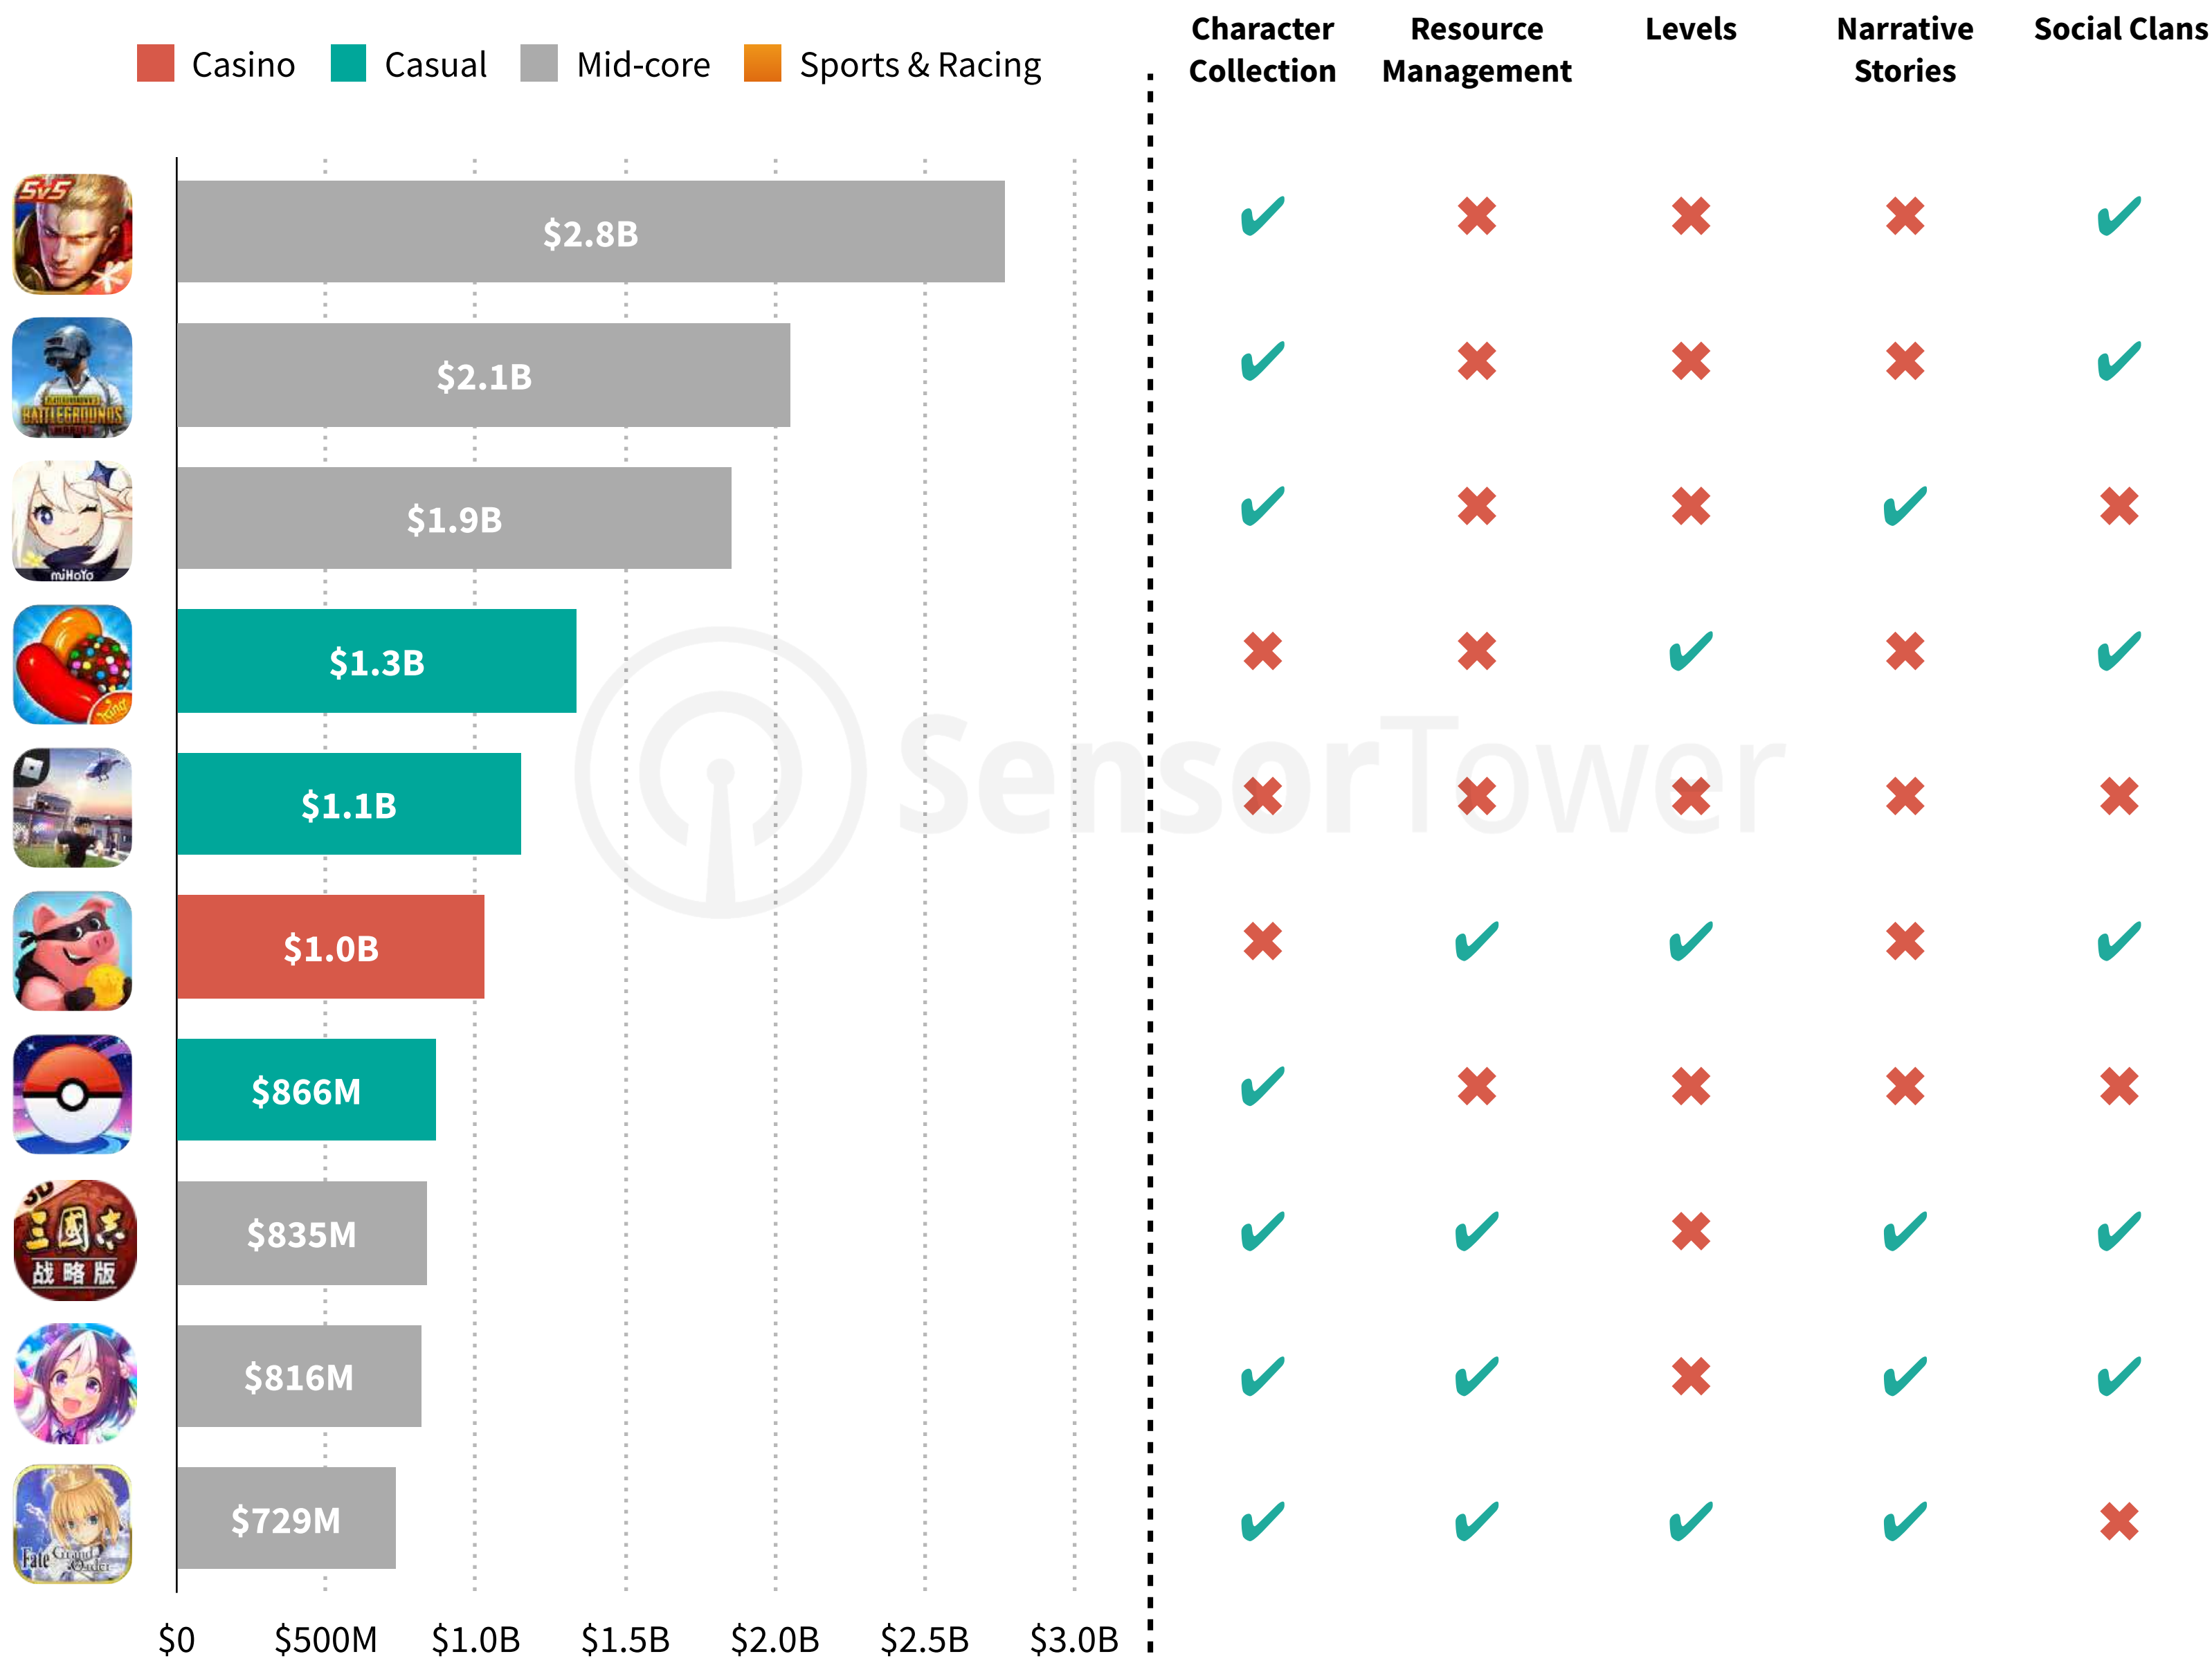 Casino Casual Mid-core Sports & Racing
Character Collection
Resource Management
Levels
Narrative Stories
Social Clans
5v5
$2.8B
$2.1B
BATTLEGROUNDS
$1.9B
miHoYo
$1.3B
King
SensorTower
$1.1B
$1.0B
$866M
3D
三國志
战略版
$835M
$816M
$729M
Fate Grand Order
$0 $500M $1.0B $1.5B $2.0B $2.5B $3.0B